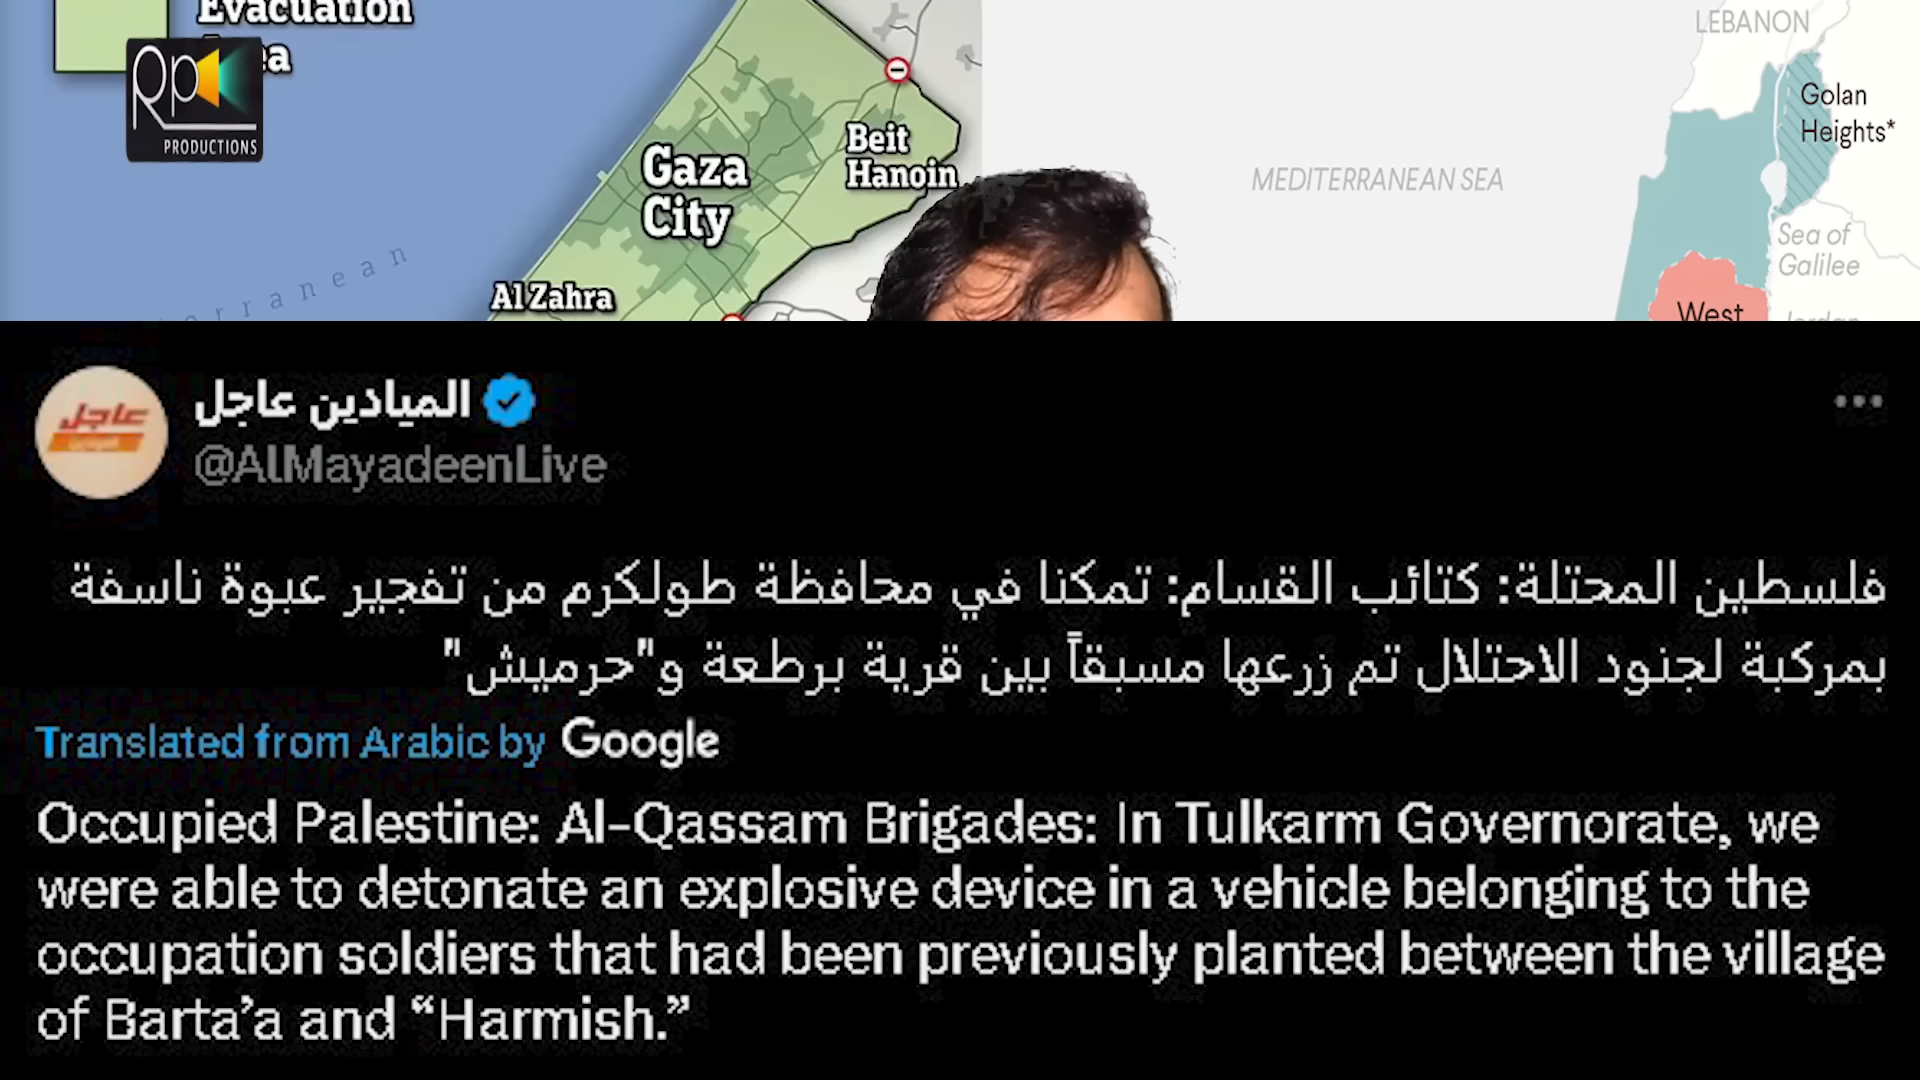 Evacuation
Rp
PRODUCTIONS
Gaza
City
Beit
Hanoin
Al Zahra
LEBANON
Golan
Heights*
MEDITERRANEAN SEA
Sea of
Galilee
West
Jordan
عاجل
الميادين عاجل
@AlMayadeenLive
فلسطين المحتلة: كتائب القسام: تمكنا في محافظة طولكرم من تفجير عبوة ناسفة
بمركبة لجنود الاحتلال تم زرعها مسبقاً بين قرية برطعة و"حرميش"
Translated from Arabic by Google
Occupied Palestine: Al-Qassam Brigades: In Tulkarm Governorate, we
were able to detonate an explosive device in a vehicle belonging to the
occupation soldiers that had been previously planted between the village
of Barta’a and “Harmish.”